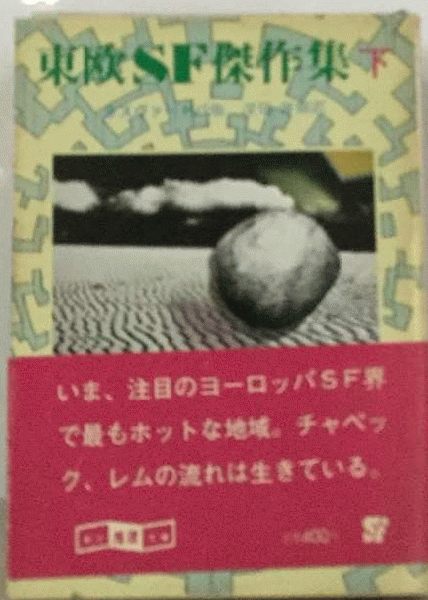 東欧SF傑作集 下
いま、注目のヨーロッパSF界
で最もホットな地域。チャペッ
ク、レムの流れは生きている。
400
SF